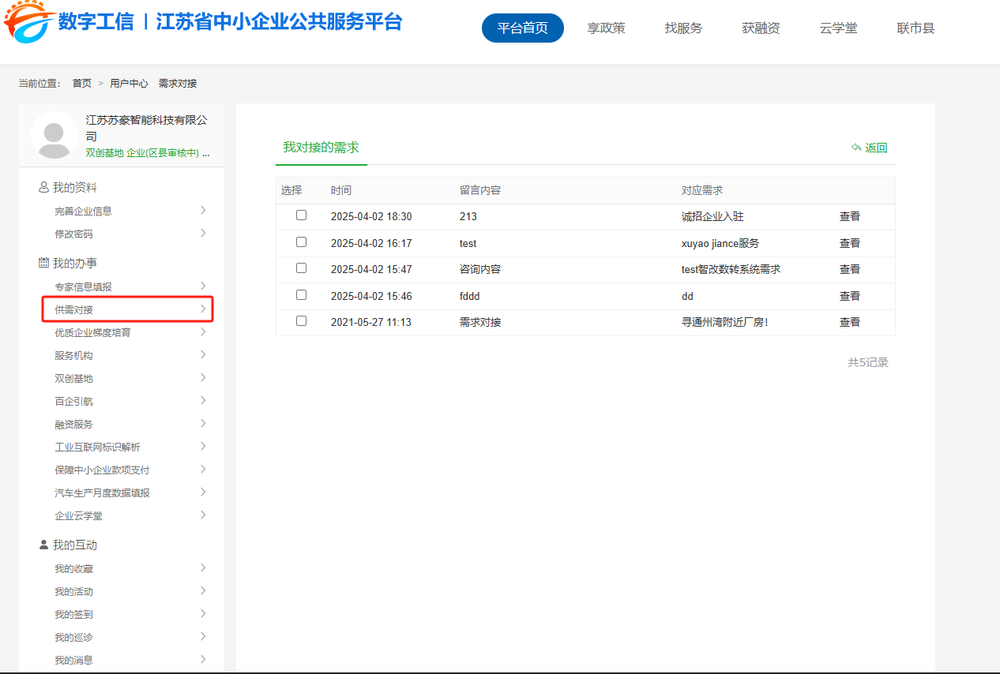 数字工信 | 江苏省中小企业公共服务平台
平台首页 享政策 找服务 获融资 云学堂 联市县
当前位置： 首页 > 用户中心 需求对接
江苏苏豪智能科技有限公
司
双创基地 企业(区县审核中) ...
我的资料
完善企业信息
修改密码
我的办事
专家信息填报
供需对接
优质企业梯度培育
服务机构
双创基地
百企引航
融资服务
工业互联网标识解析
保障中小企业款项支付
汽车生产月度数据填报
企业云学堂
我的互动
我的收藏
我的活动
我的签到
我的巡诊
我的消息
我对接的需求 返回
选择 时间 留言内容 对应需求
2025-04-02 18:30 213 诚招企业入驻 查看
2025-04-02 16:17 test xuyao jiance服务 查看
2025-04-02 15:47 咨询内容 test智改数转系统需求 查看
2025-04-02 15:46 fddd dd 查看
2021-05-27 11:13 需求对接 寻通州湾附近厂房！ 查看
共5记录